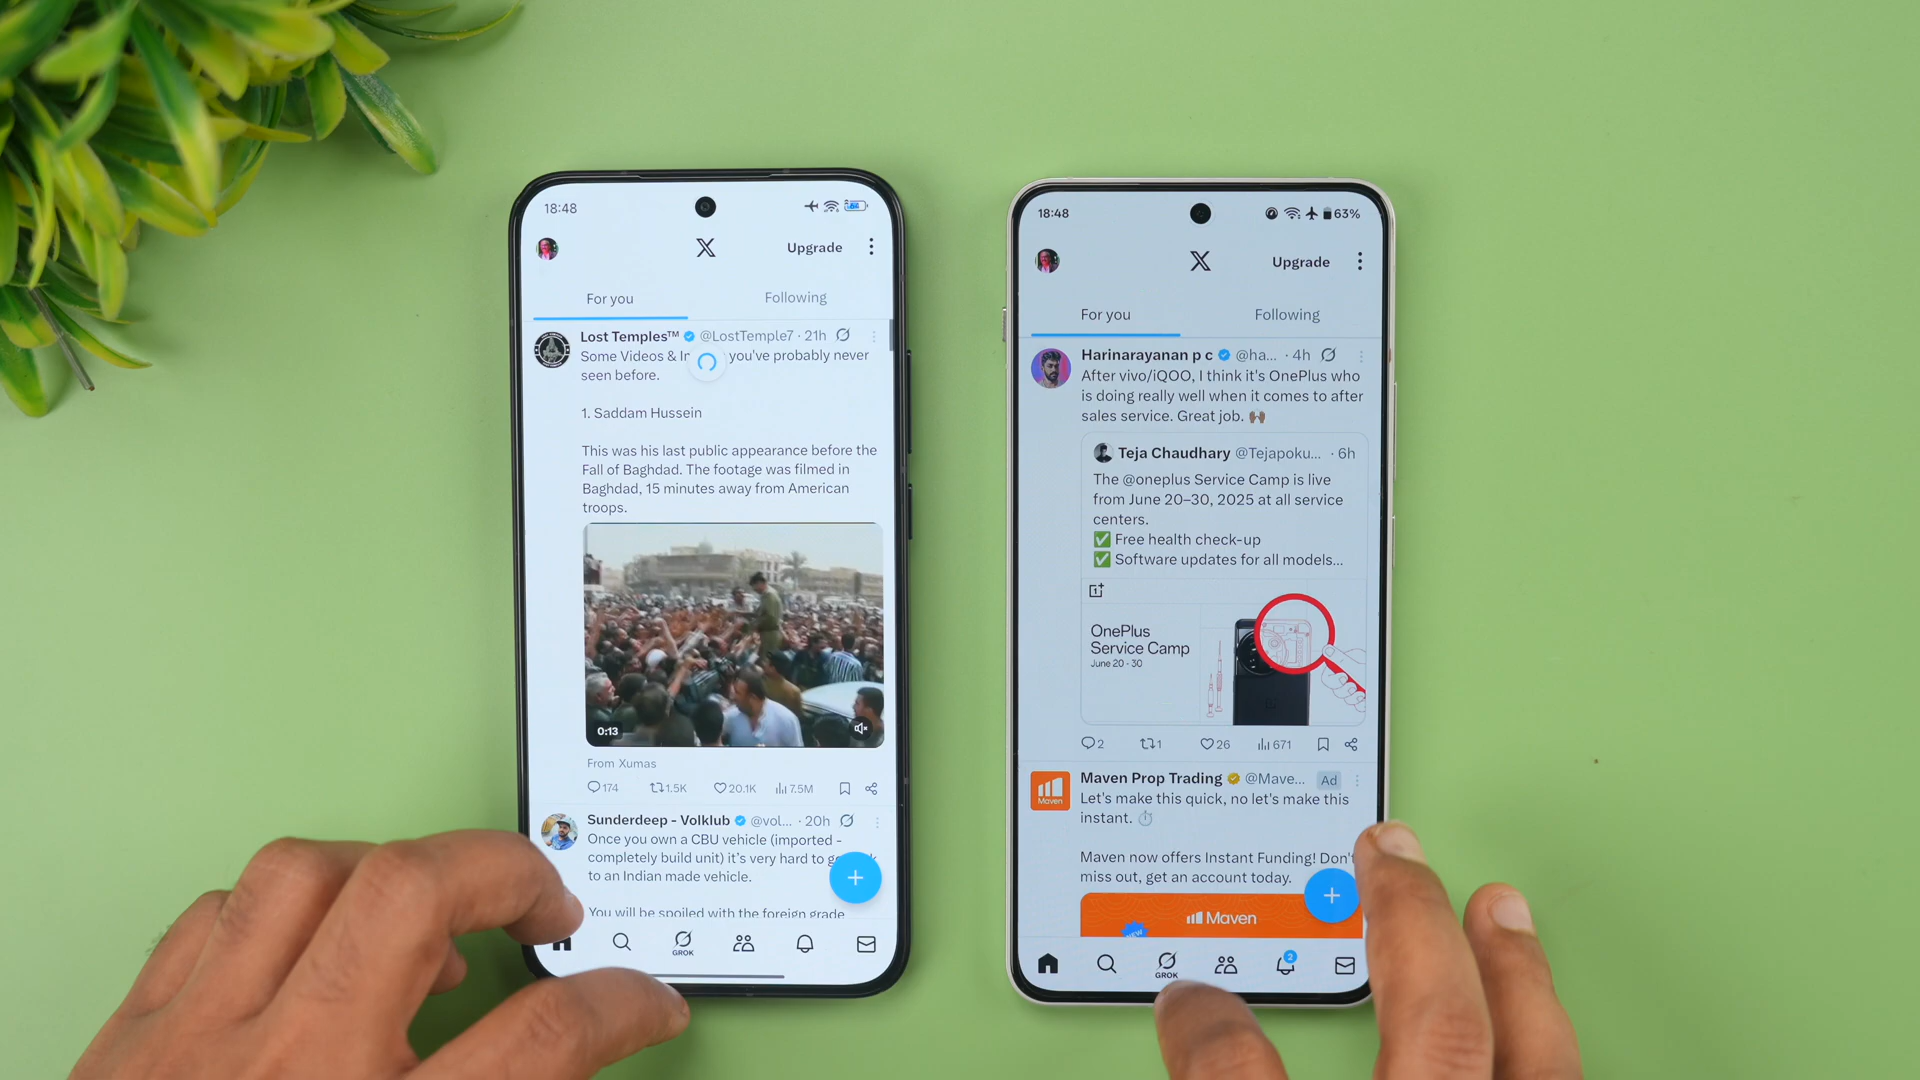 18:48
Upgrade
For you
Following
Lost Temples™ @LostTemple7 · 21h
Some Videos & I you've probably never
seen before.
1. Saddam Hussein
This was his last public appearance before the
Fall of Baghdad. The footage was filmed in
Baghdad, 15 minutes away from American
troops.
0:13
From Xumas
174
1.5K
20.1K
7.5M
Sunderdeep - Volklub @vol... · 20h
Once you own a CBU vehicle (imported -
completely build unit) it's very hard to
to an Indian made vehicle.
You will be spoiled with the foreign grade
GROK
18:48
63%
Upgrade
For you
Following
Harinarayanan p c @ha... · 4h
After vivo/iQOO, I think it's OnePlus who
is doing really well when it comes to after
sales service. Great job. 🙌🏾
Teja Chaudhary @Tejapoku... · 6h
The @oneplus Service Camp is live
from June 20–30, 2025 at all service
centers.
✅ Free health check-up
✅ Software updates for all models...
OnePlus
Service Camp
June 20 - 30
2
1
26
671
Maven Prop Trading @Mave... Ad
Maven
Let's make this quick, no let's make this
instant. ⏱️
Maven now offers Instant Funding! Don't
miss out, get an account today.
Maven
NEW
2
GROK